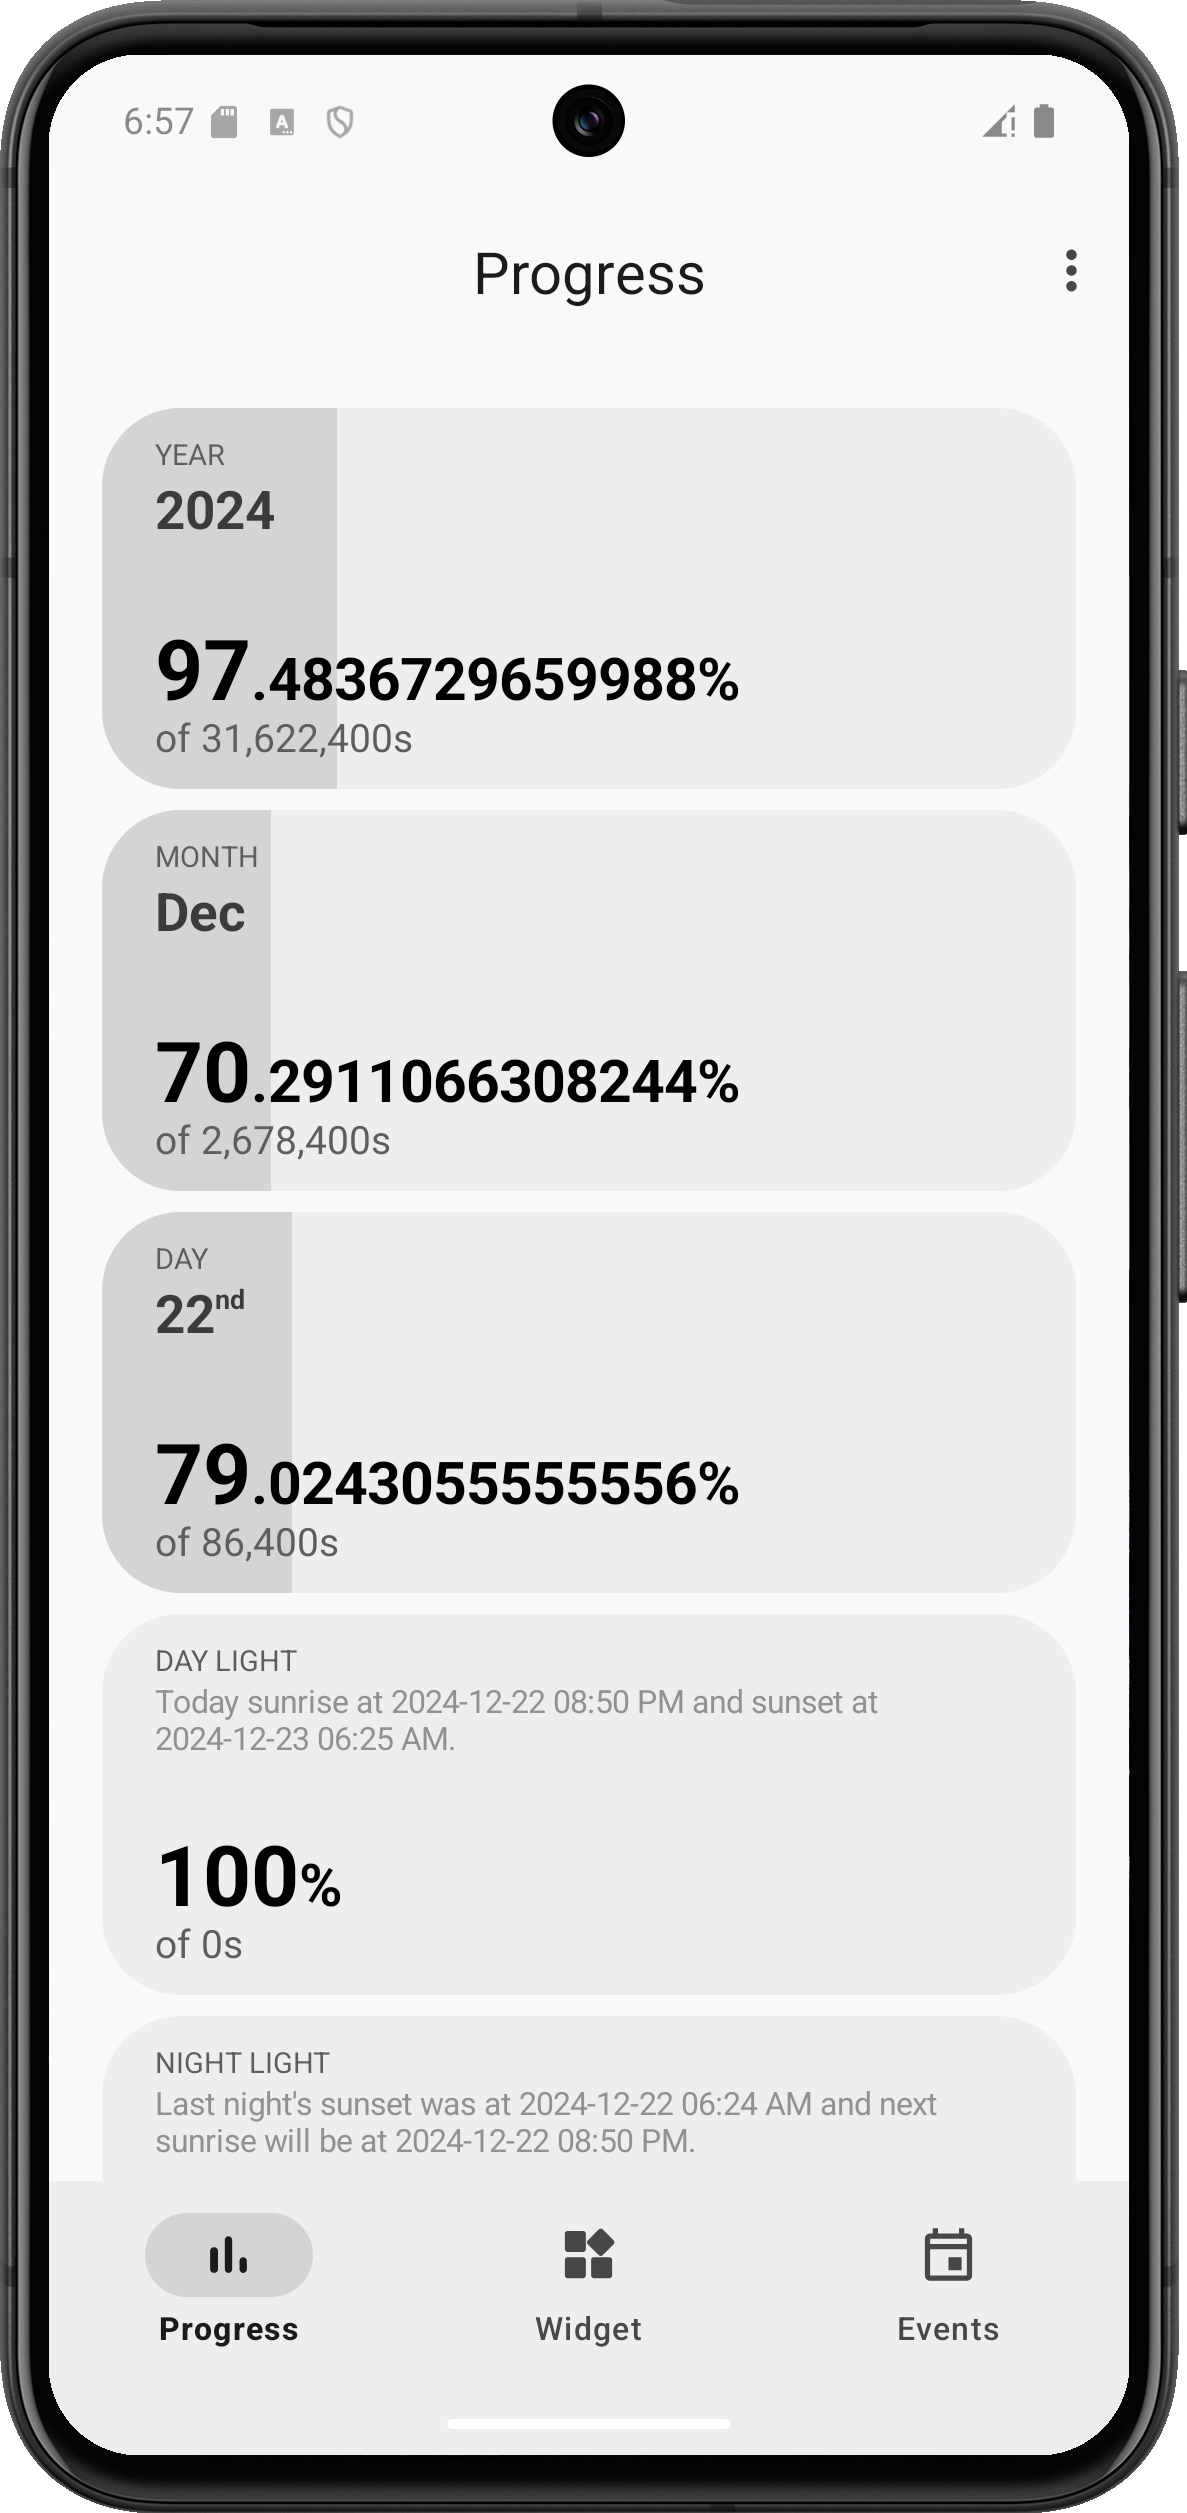 6:57
Progress
YEAR
2024
97.4836729659988%
of 31,622,400s
MONTH
Dec
70.2911066308244%
of 2,678,400s
DAY
22nd
79.0243055555556%
of 86,400s
DAY LIGHT
Today sunrise at 2024-12-22 08:50 PM and sunset at
2024-12-23 06:25 AM.
100%
of 0s
NIGHT LIGHT
Last night's sunset was at 2024-12-22 06:24 AM and next
sunrise will be at 2024-12-22 08:50 PM.
Progress
Widget
Events